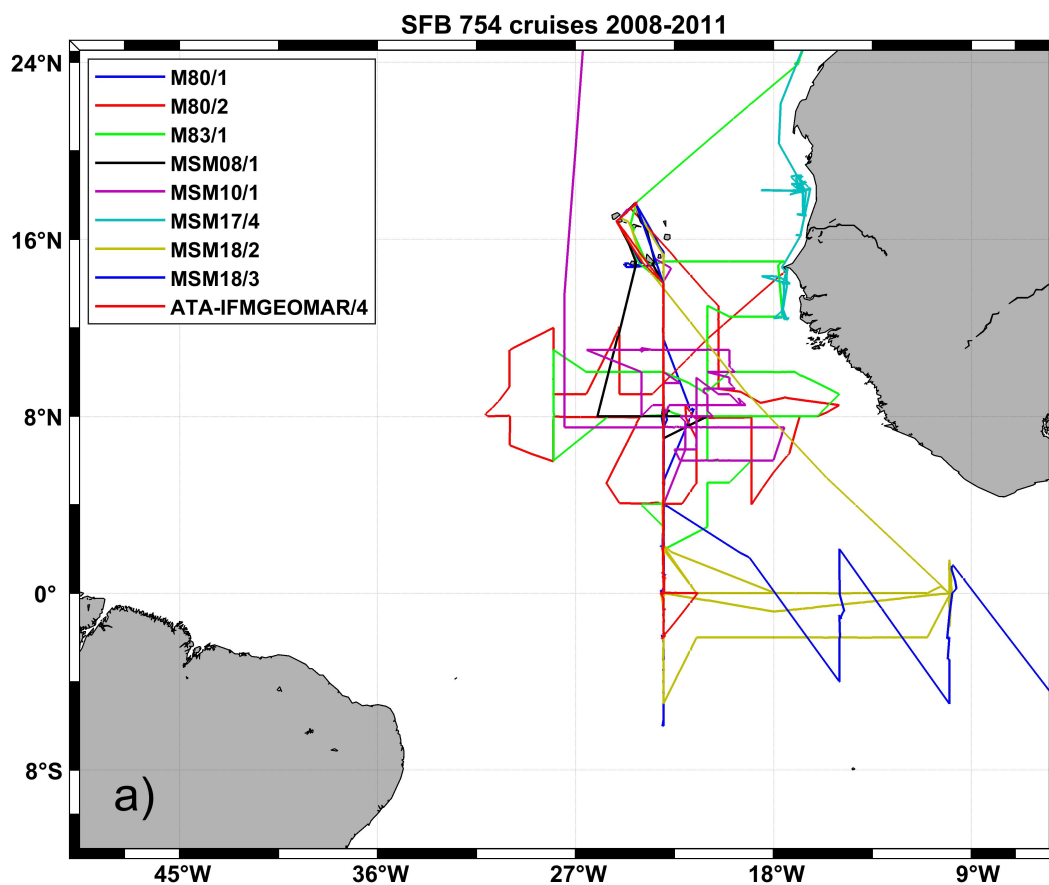 SFB 754 cruises 2008-2011
24°N
16°N
8°N
0°
8°S
M80/1
M80/2
M83/1
MSM08/1
MSM10/1
MSM17/4
MSM18/2
MSM18/3
ATA-IFMGEOMAR/4
a)
45°W
36°W
27°W
18°W
9°W